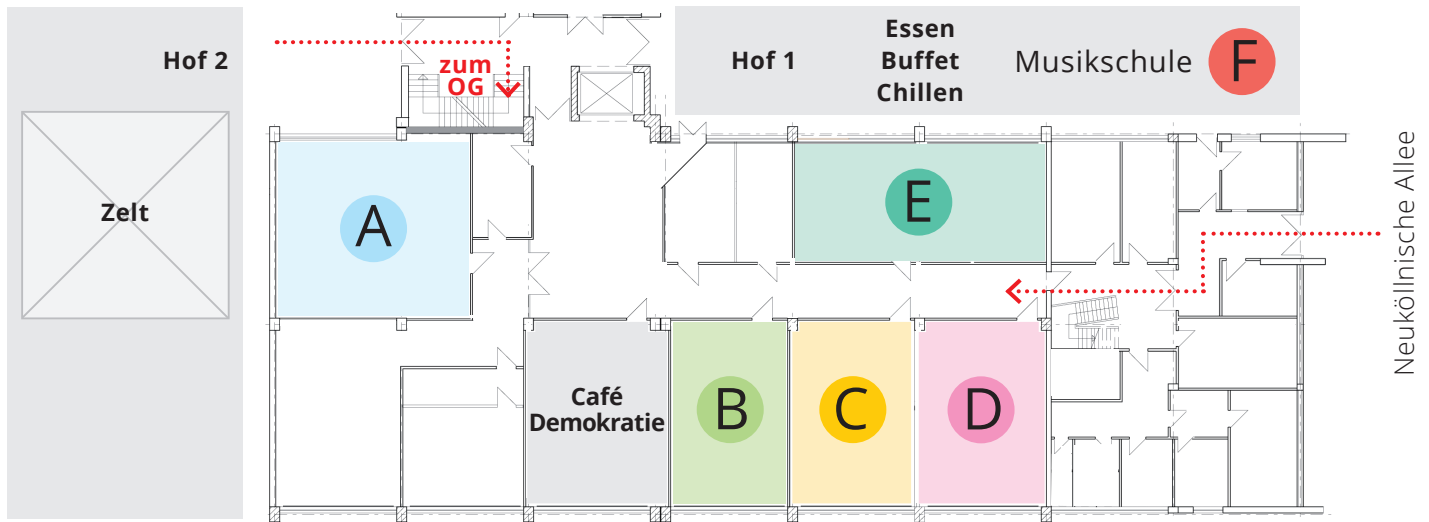 Hof 2
Zelt
zum
OG
Hof 1
Essen
Buffet
Chillen
Musikschule
F
A
E
Café
Demokratie
B
C
D
Neuköllnische Allee